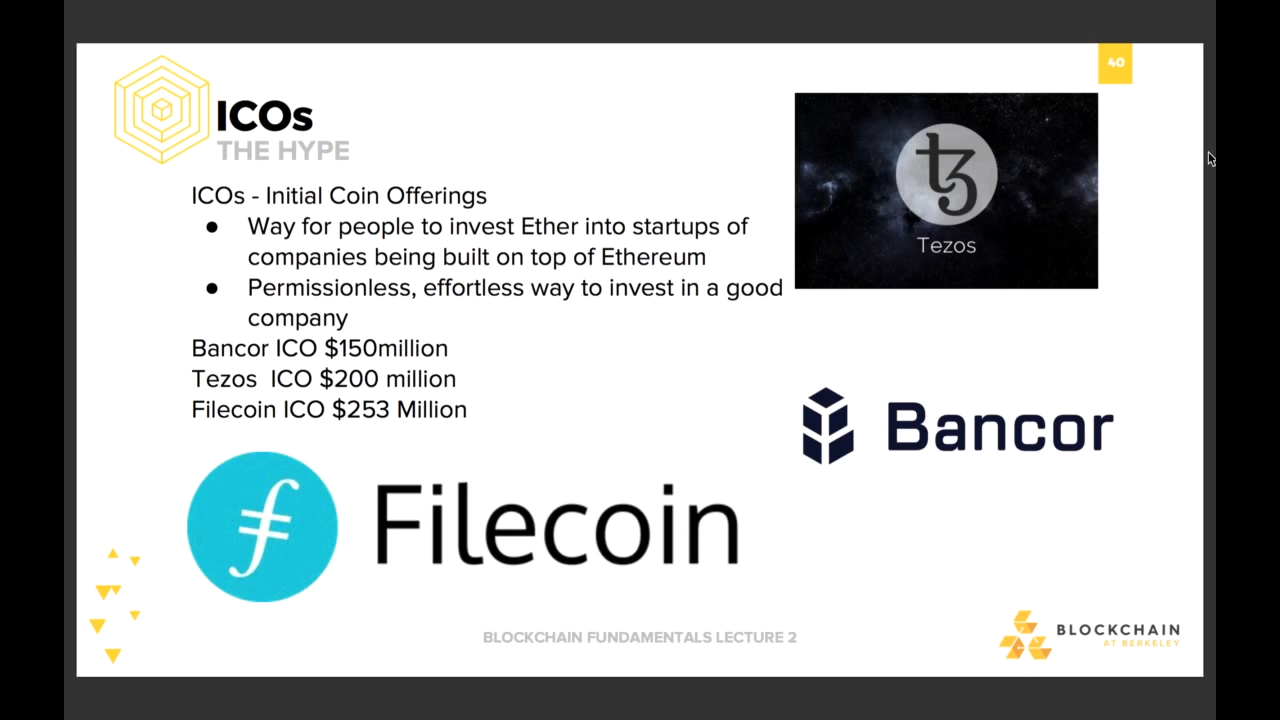 40
ICOs
THE HYPE
ICOs - Initial Coin Offerings
● Way for people to invest Ether into startups of
companies being built on top of Ethereum
● Permissionless, effortless way to invest in a good
company
Bancor ICO $150million
Tezos  ICO $200 million
Filecoin ICO $253 Million
Tezos
Bancor
Filecoin
BLOCKCHAIN FUNDAMENTALS LECTURE 2
BLOCKCHAIN
AT BERKELEY